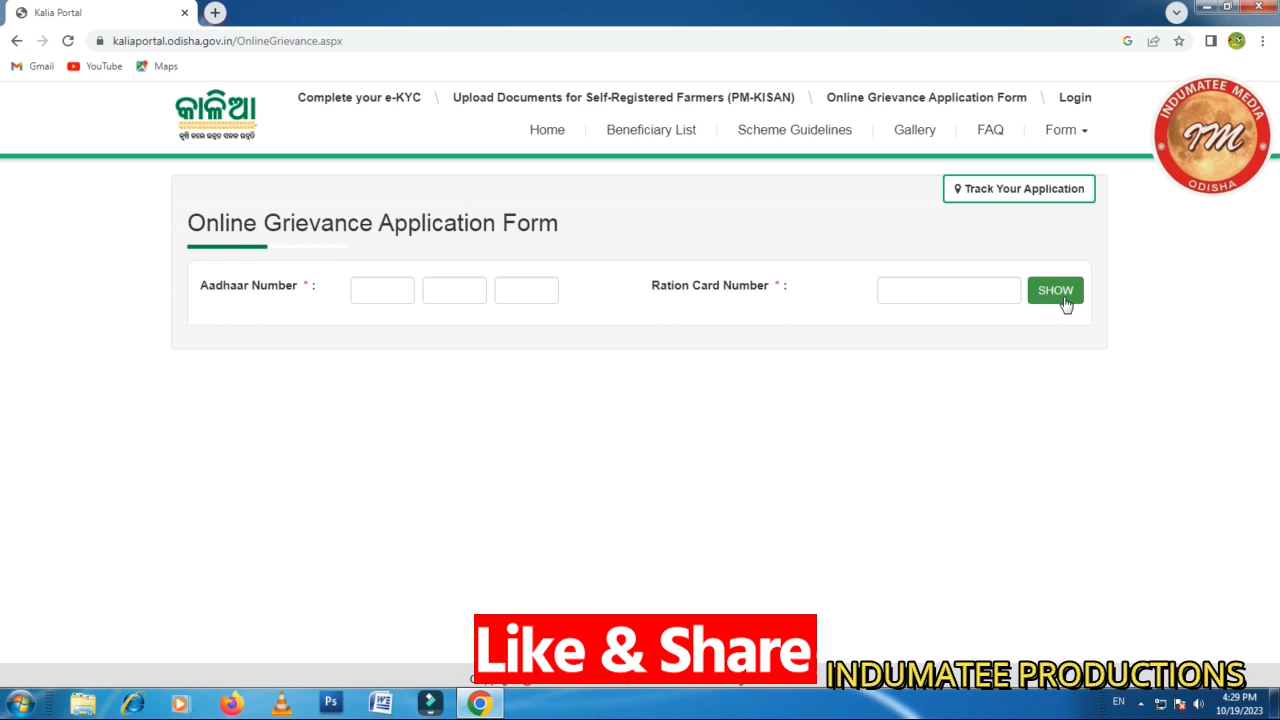 Kalia Portal
kaliaportal.odisha.gov.in/OnlineGrievance.aspx
Gmail YouTube Maps
କାଳିଆ
Complete your e-KYC \ Upload Documents for Self-Registered Farmers (PM-KISAN) \ Online Grievance Application Form \ Login
Home | Beneficiary List | Scheme Guidelines | Gallery | FAQ | Form
INDUMATEE MEDIA
IM
ODISHA
Track Your Application
Online Grievance Application Form
Aadhaar Number * : Ration Card Number * : SHOW
Like & Share
INDUMATEE PRODUCTIONS
Ps
EN
4:29 PM
10/19/2023